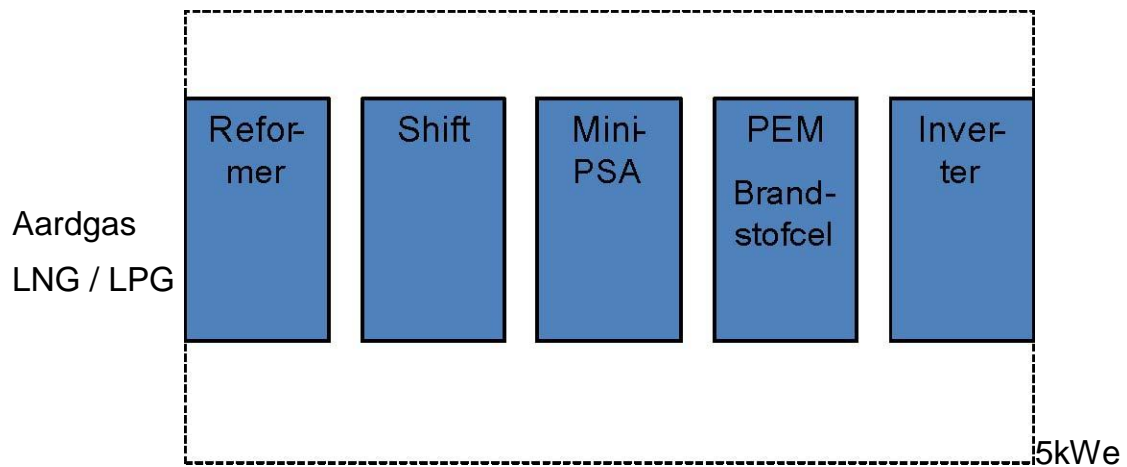 Aardgas
LNG / LPG
Refor-
mer
Shift
Mini-
PSA
PEM
Brand-
stofcel
Inver-
ter
5kWe